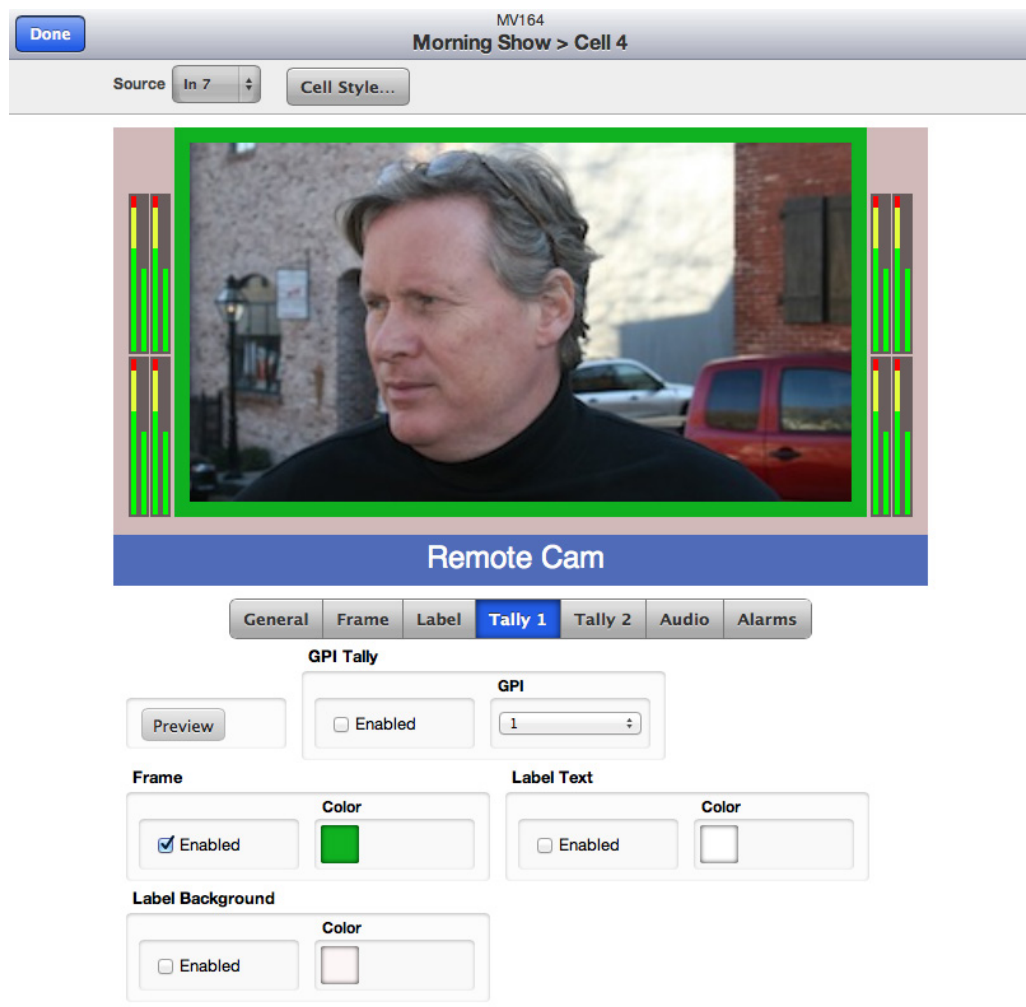 MV164
Done
Morning Show > Cell 4
Source In 7 Cell Style...
Remote Cam
General Frame Label Tally 1 Tally 2 Audio Alarms
GPI Tally
GPI
Preview Enabled 1
Frame Label Text
Color Color
Enabled Enabled
Label Background
Color
Enabled